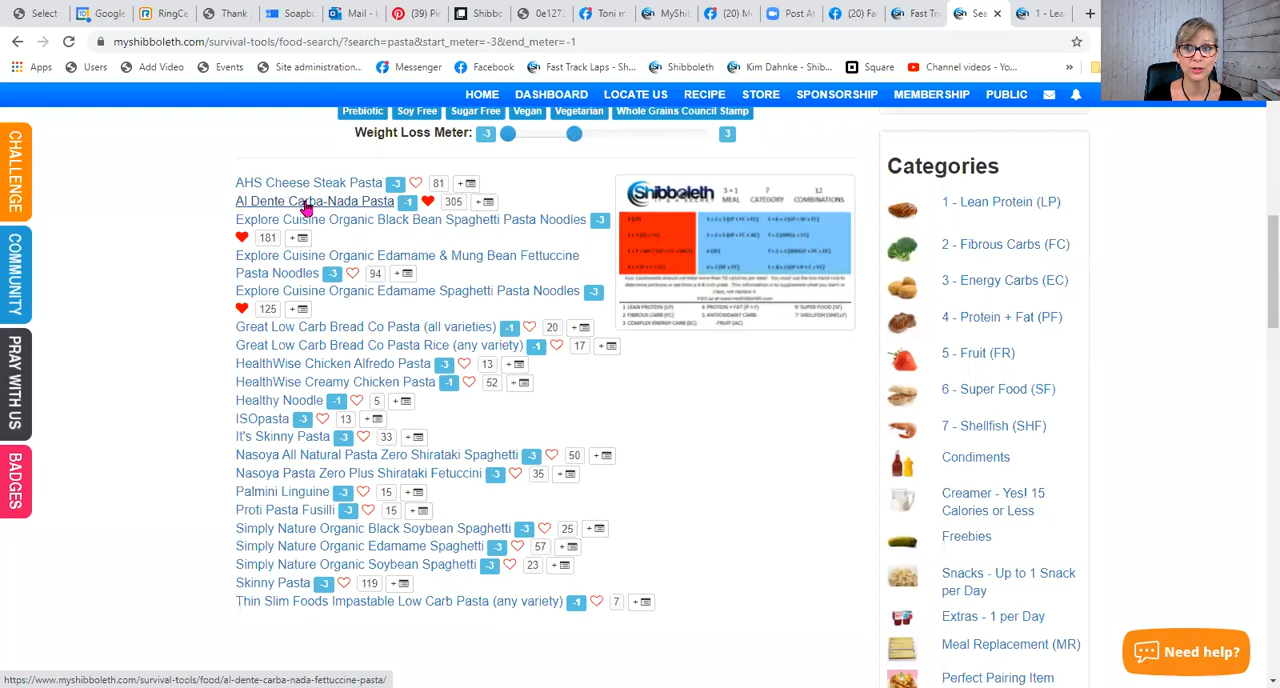 Select
Google
RingCe
Thank
Soapbo
Mail -
(39) Pi
Shibbo
0e1273
Toni m
MyShib
(20) Me
Post At
(20) Fa
Fast Tr
Sea
1 - Lea
myshibboleth.com/survival-tools/food-search/?search=pasta&start_meter=-3&end_meter=-1
Apps
Users
Add Video
Events
Site administration...
Messenger
Fast Track Laps - S...
Shibboleth
Kim Dahnke - Shib...
Square
Channel videos - Yo...
HOME DASHBOARD LOCATE US RECIPE STORE SPONSORSHIP MEMBERSHIP PUBLIC
CHALLENGE
COMMUNITY
PRAY WITH US
BADGES
Prebiotic Soy Free Sugar Free Vegan Vegetarian Whole Grains Council Stamp
Weight Loss Meter: -3 3
AHS Cheese Steak Pasta -3 81 +
Al Dente Carba-Nada Pasta -1 305 +
Explore Cuisine Organic Black Bean Spaghetti Pasta Noodles -3
181 +
Explore Cuisine Organic Edamame & Mung Bean Fettuccine
Pasta Noodles -3 94 +
Explore Cuisine Organic Edamame Spaghetti Pasta Noodles -3
125 +
Great Low Carb Bread Co Pasta (all varieties) -1 20 +
Great Low Carb Bread Co Pasta Rice (any variety) -1 17 +
HealthWise Chicken Alfredo Pasta -3 13 +
HealthWise Creamy Chicken Pasta -1 52 +
Healthy Noodle -1 5 +
ISOpasta -3 13 +
It's Skinny Pasta -3 33 +
Nasoya All Natural Pasta Zero Shirataki Spaghetti -3 50 +
Nasoya Pasta Zero Plus Shirataki Fetuccini -3 35 +
Palmini Linguine -3 15 +
Proti Pasta Fusilli -3 15 +
Simply Nature Organic Black Soybean Spaghetti -3 25 +
Simply Nature Organic Edamame Spaghetti -3 57 +
Simply Nature Organic Soybean Spaghetti -3 23 +
Skinny Pasta -3 119 +
Thin Slim Foods Impastable Low Carb Pasta (any variety) -1 7 +
Shibboleth
3 + 1 MEAL
7 CATEGORY
12 COMBINATIONS
Categories
1 - Lean Protein (LP)
2 - Fibrous Carbs (FC)
3 - Energy Carbs (EC)
4 - Protein + Fat (PF)
5 - Fruit (FR)
6 - Super Food (SF)
7 - Shellfish (SHF)
Condiments
Creamer - Yes! 15
Calories or Less
Freebies
Snacks - Up to 1 Snack
per Day
Extras - 1 per Day
Meal Replacement (MR)
Perfect Pairing Item
Need help?
https://www.myshibboleth.com/survival-tools/food/al-dente-carba-nada-fettuccine-pasta/